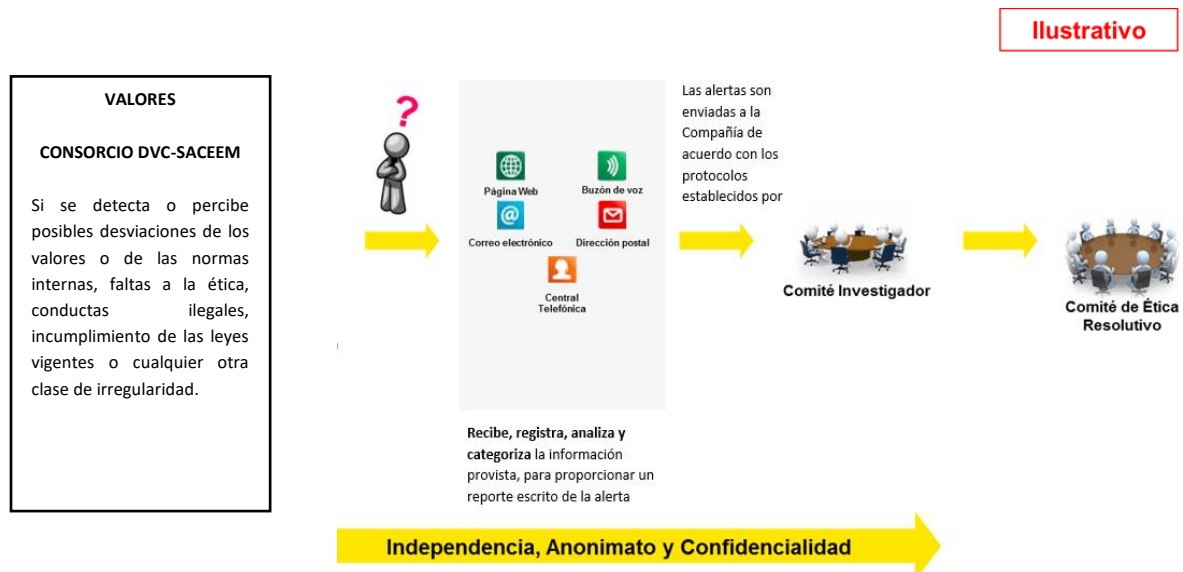 Ilustrativo
VALORES
CONSORCIO DVC-SACEEM
Si se detecta o percibe
posibles desviaciones de los
valores o de las normas
internas, faltas a la ética,
conductas ilegales,
incumplimiento de las leyes
vigentes o cualquier otra
clase de irregularidad.
?
Página Web
Buzón de voz
@
Correo electrónico
Dirección postal
Central
Telefónica
Recibe, registra, analiza y
categoriza la información
provista, para proporcionar un
reporte escrito de la alerta
Las alertas son
enviadas a la
Compañía de
acuerdo con los
protocolos
establecidos por
Comité Investigador
Comité de Ética
Resolutivo
Independencia, Anonimato y Confidencialidad